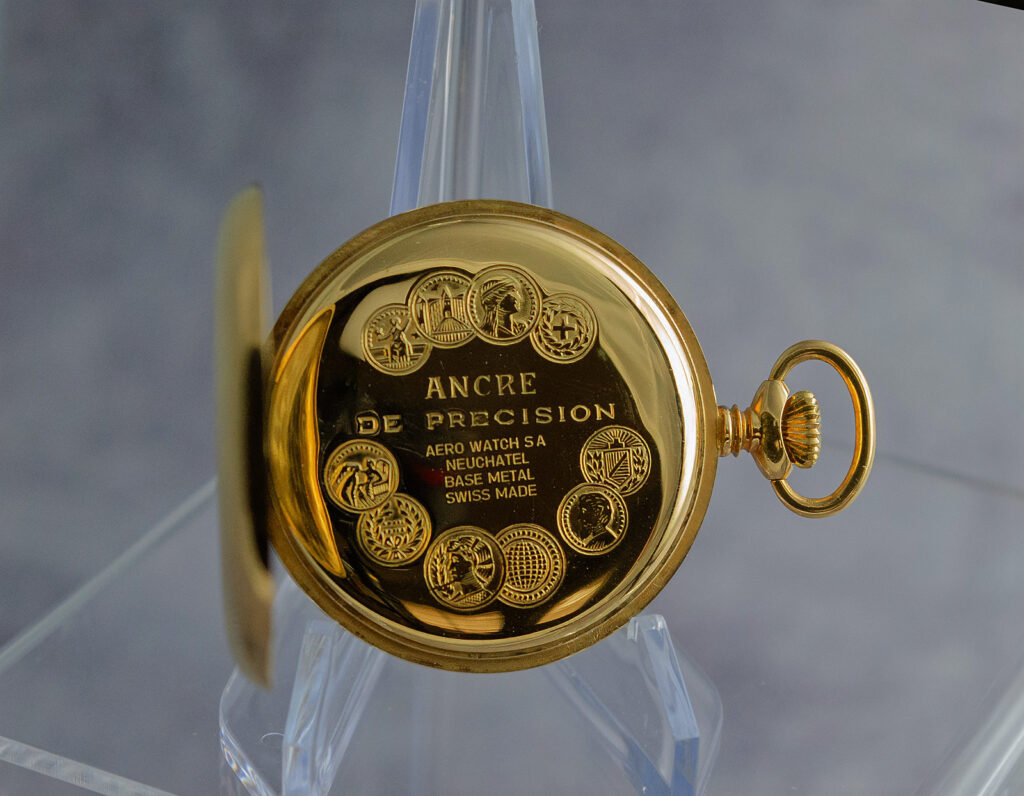 ANCRE
DE PRECISION
AERO WATCH S A
NEUCHATEL
BASE METAL
SWISS MADE